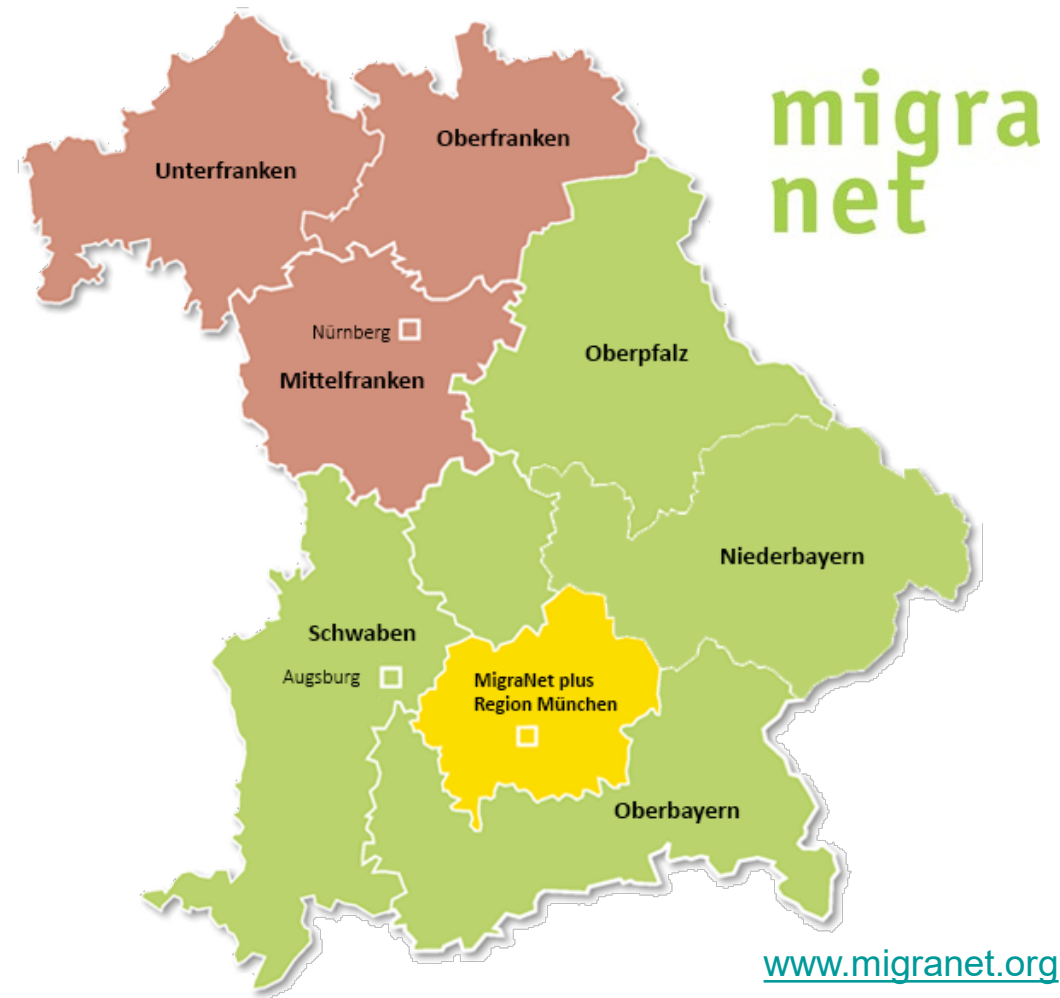 migra
net
Oberfranken
Unterfranken
Nürnberg
Mittelfranken
Oberpfalz
Niederbayern
Schwaben
Augsburg
MigraNet plus
Region München
Oberbayern
www.migranet.org